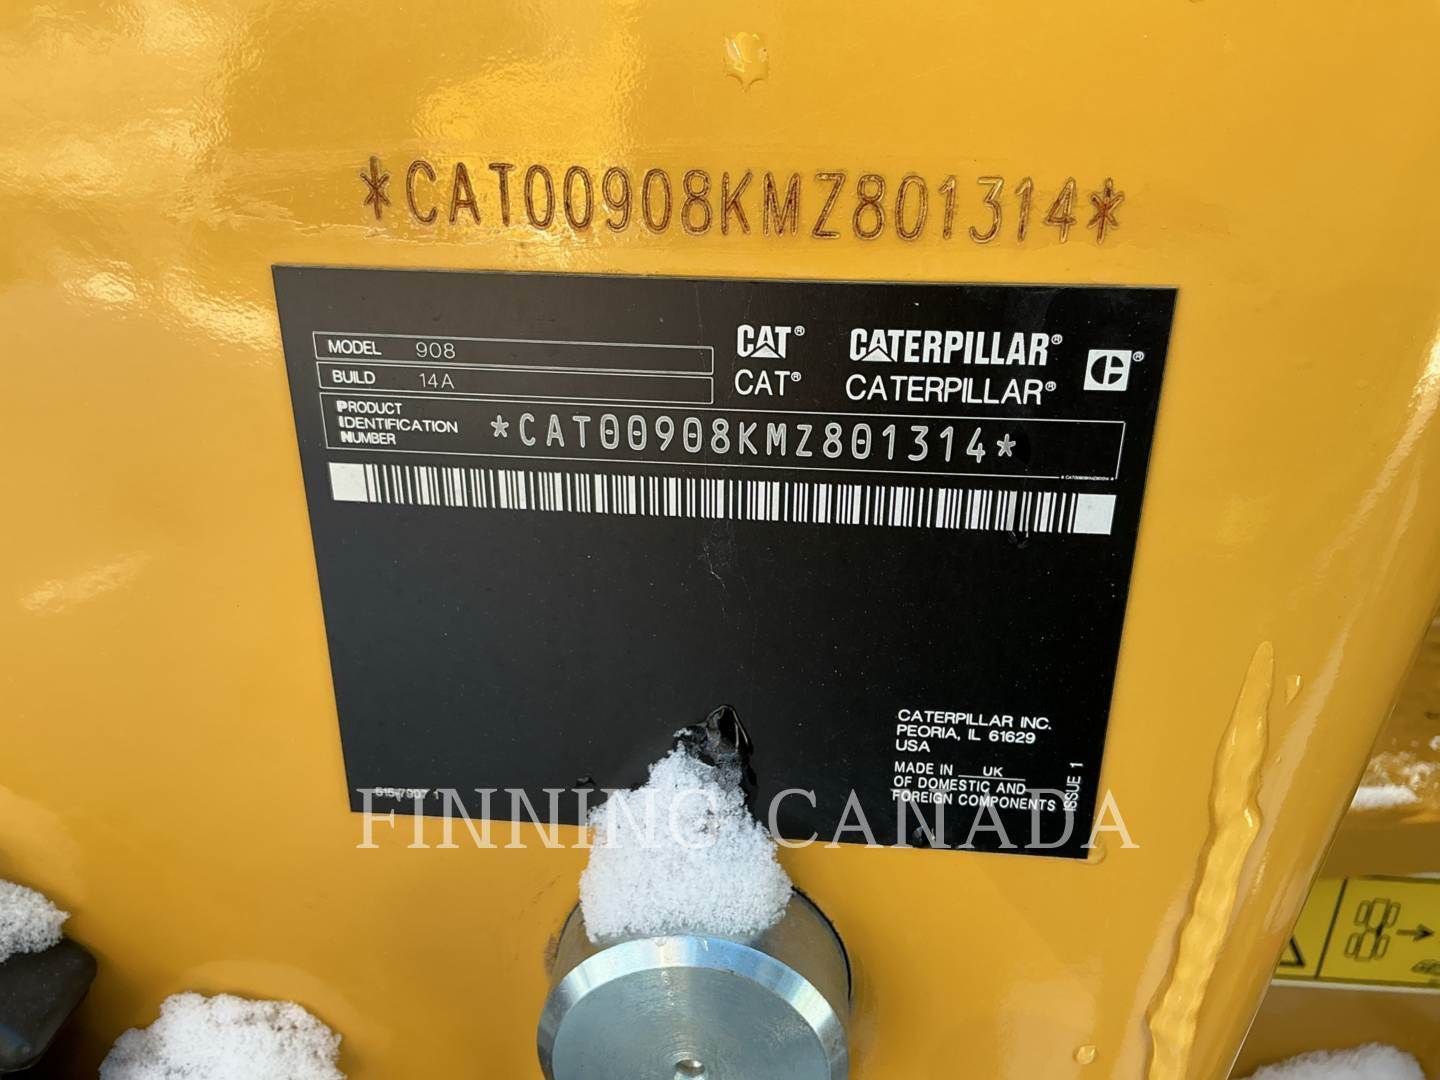 *CAT00908KMZ801314*
MODEL 908
BUILD 14A
CAT® CATERPILLAR®
CAT® CATERPILLAR®
C®
PRODUCT
IDENTIFICATION
NUMBER
*CAT00908KMZ801314*
*CAT00908KMZ801314*
CATERPILLAR INC.
PEORIA, IL 61629
USA
MADE IN UK
OF DOMESTIC AND
FOREIGN COMPONENTS
ISSUE 1
FINNING CANADA